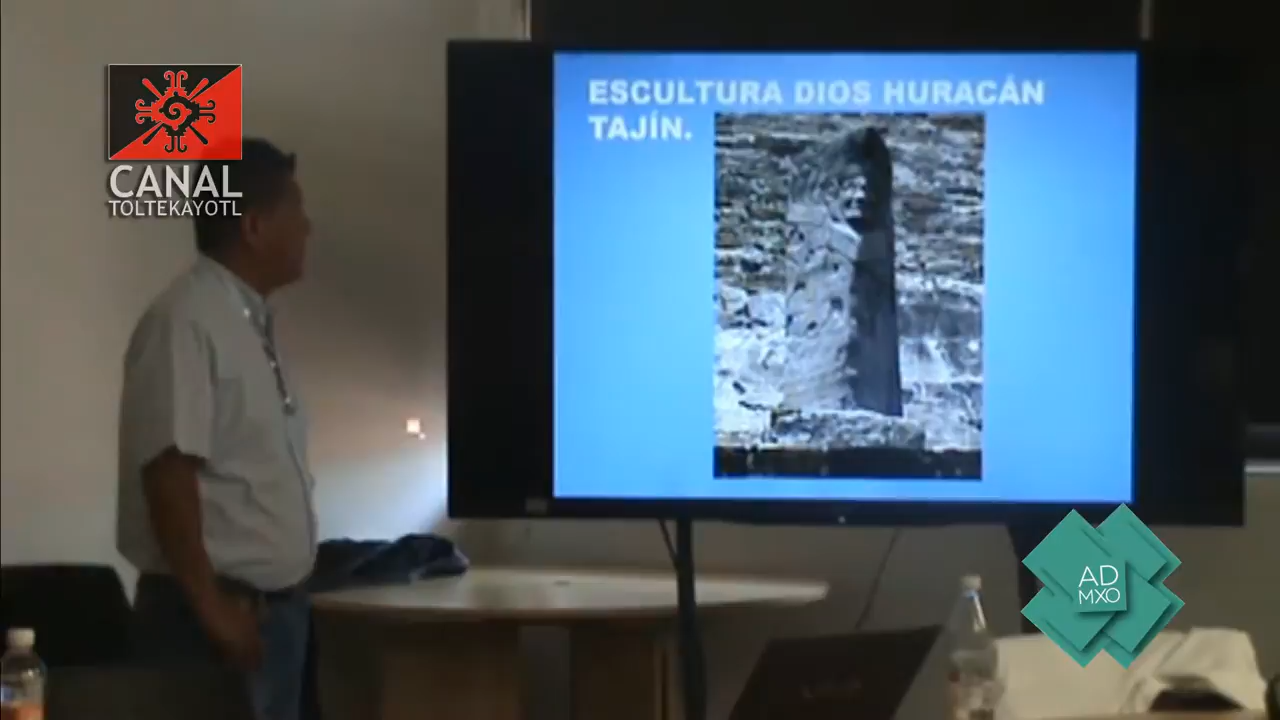 CANAL
TOLTEKAYOTL
ESCULTURA DIOS HURACÁN
TAJÍN.
AD
MXO